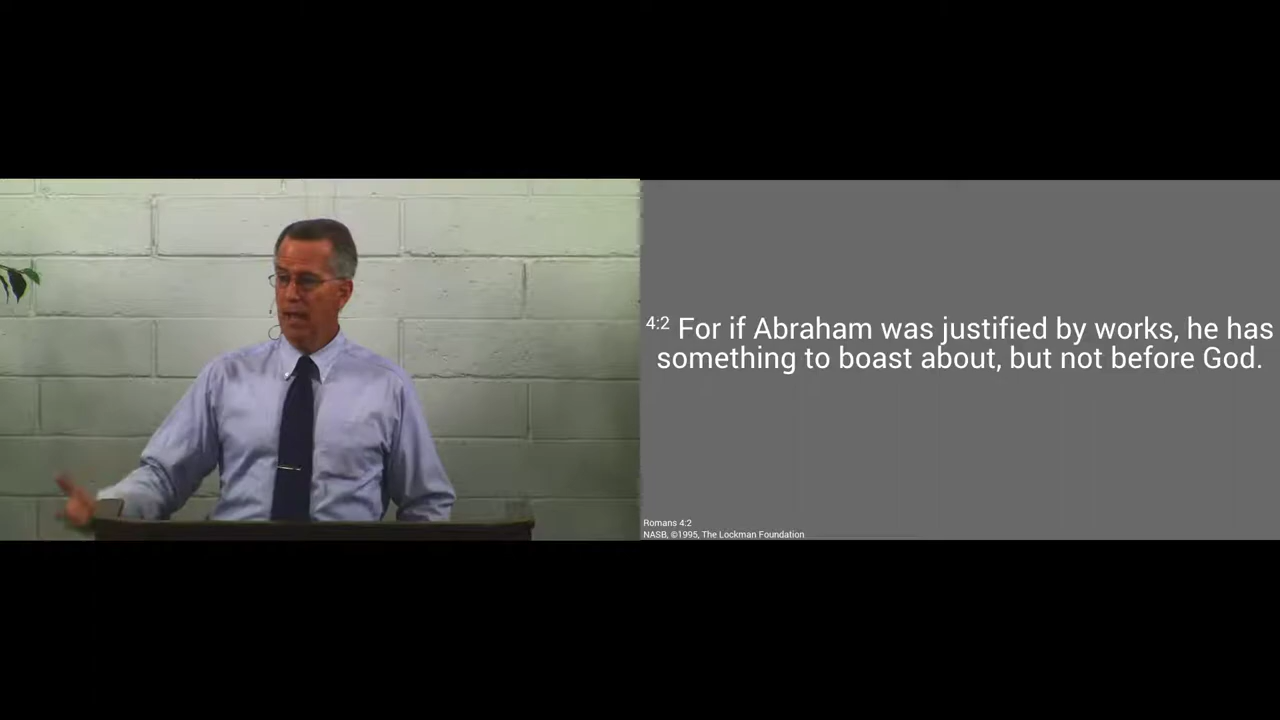 4:2 For if Abraham was justified by works, he has
something to boast about, but not before God.
Romans 4:2
NASB, ©1995, The Lockman Foundation